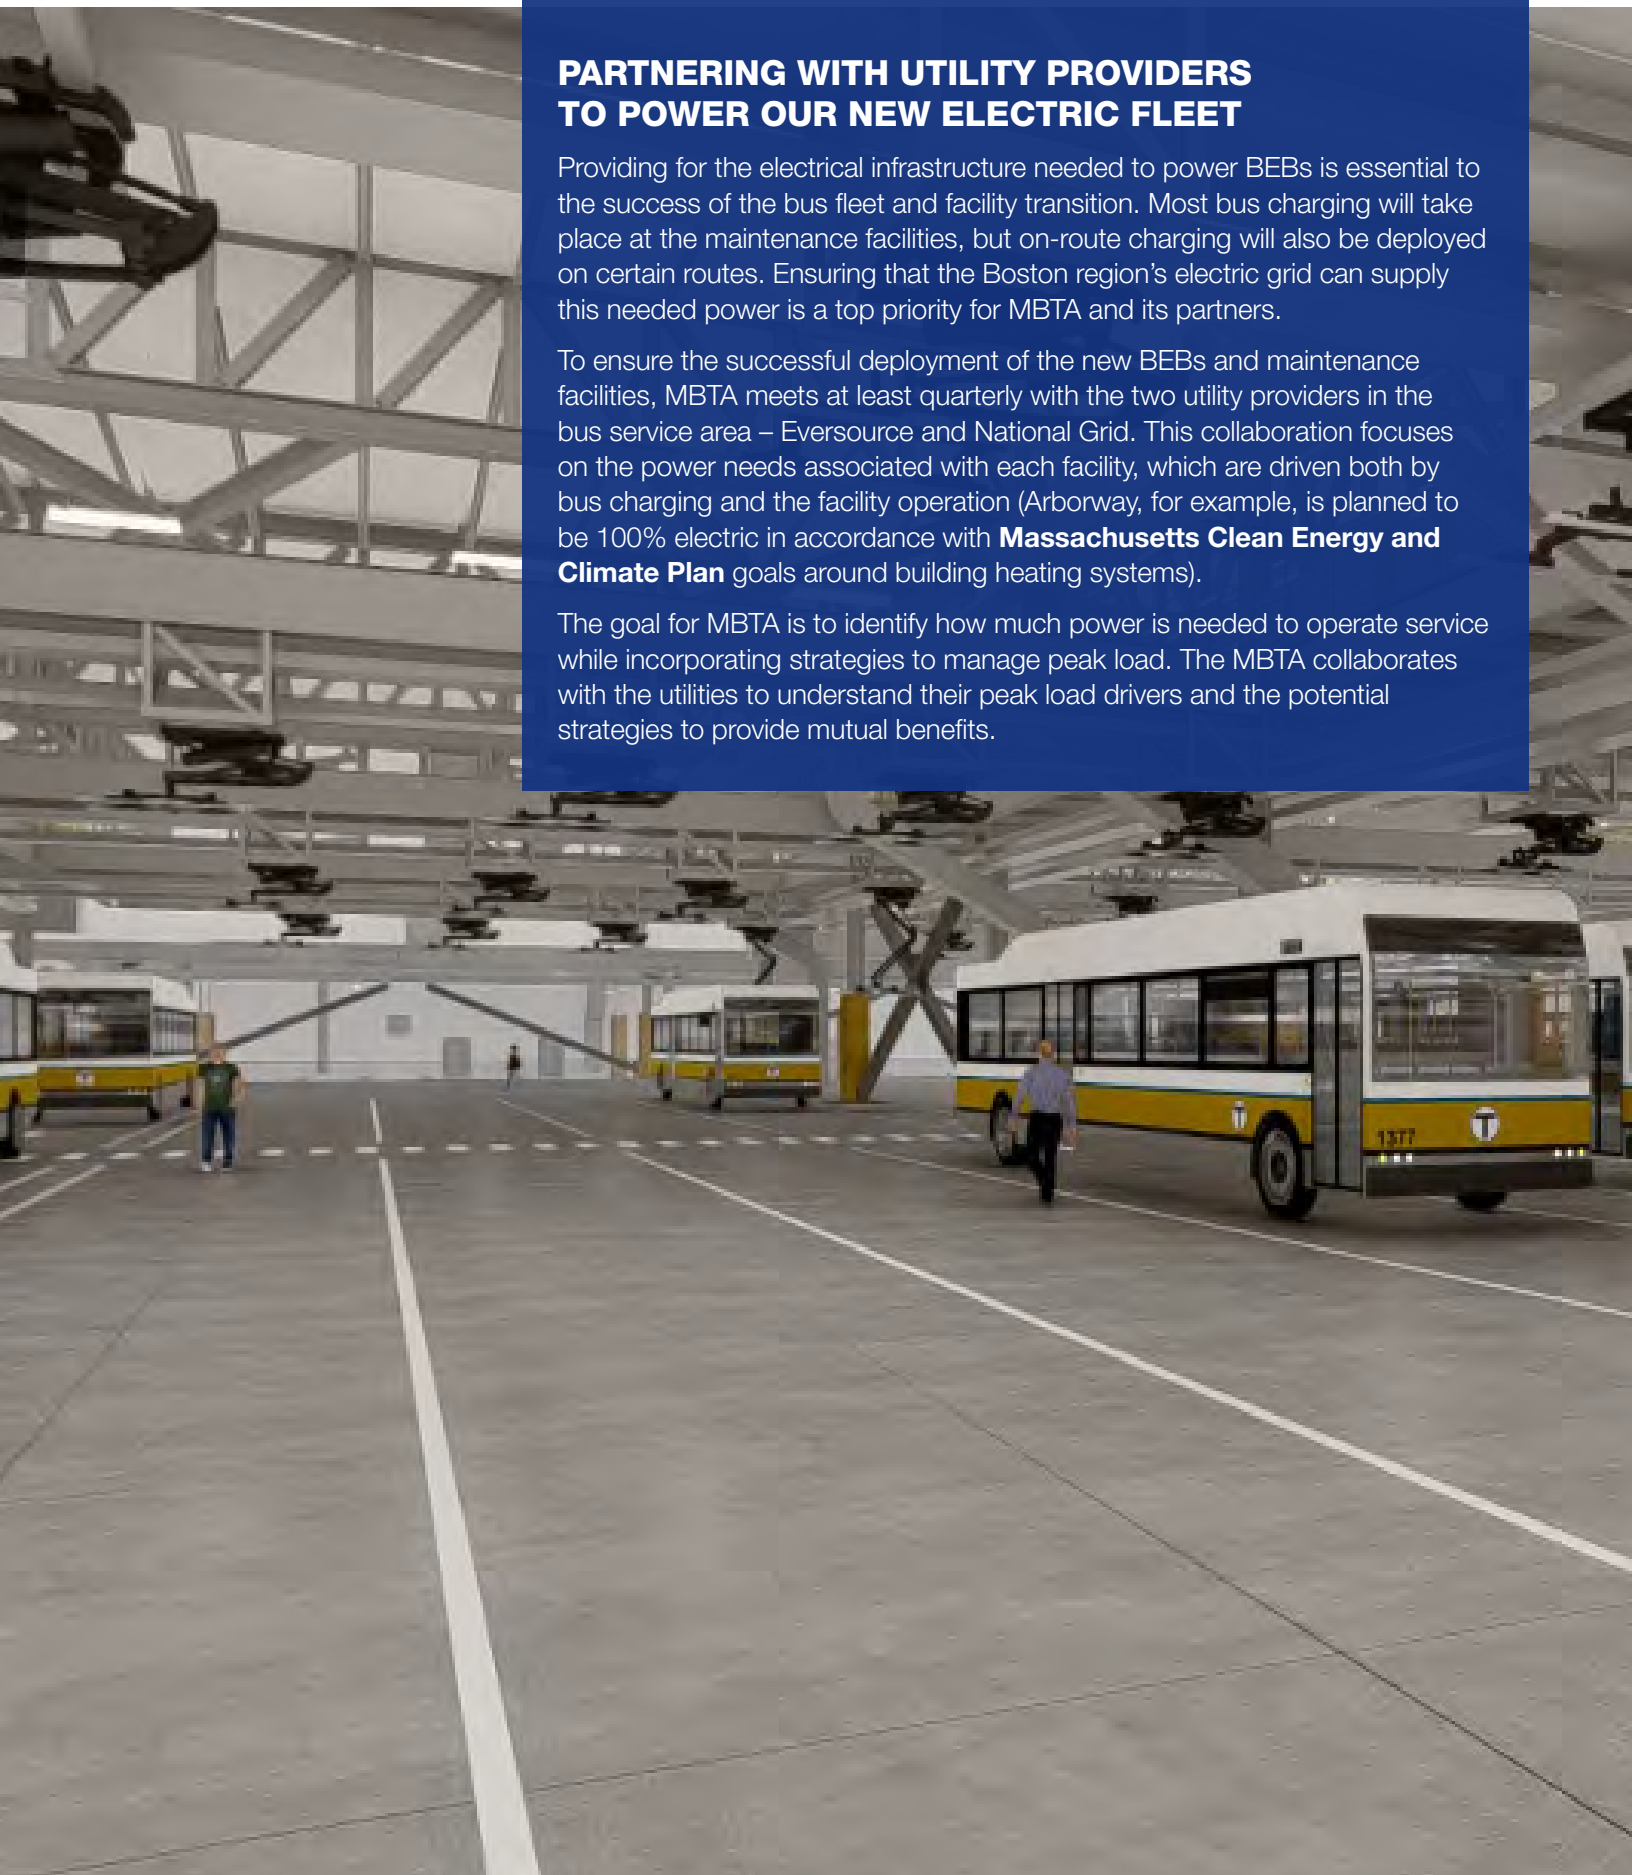 PARTNERING WITH UTILITY PROVIDERS
TO POWER OUR NEW ELECTRIC FLEET
Providing for the electrical infrastructure needed to power BEBs is essential to
the success of the bus fleet and facility transition. Most bus charging will take
place at the maintenance facilities, but on-route charging will also be deployed
on certain routes. Ensuring that the Boston region’s electric grid can supply
this needed power is a top priority for MBTA and its partners.
To ensure the successful deployment of the new BEBs and maintenance
facilities, MBTA meets at least quarterly with the two utility providers in the
bus service area – Eversource and National Grid. This collaboration focuses
on the power needs associated with each facility, which are driven both by
bus charging and the facility operation (Arborway, for example, is planned to
be 100% electric in accordance with Massachusetts Clean Energy and
Climate Plan goals around building heating systems).
The goal for MBTA is to identify how much power is needed to operate service
while incorporating strategies to manage peak load. The MBTA collaborates
with the utilities to understand their peak load drivers and the potential
strategies to provide mutual benefits.
T
1377
T